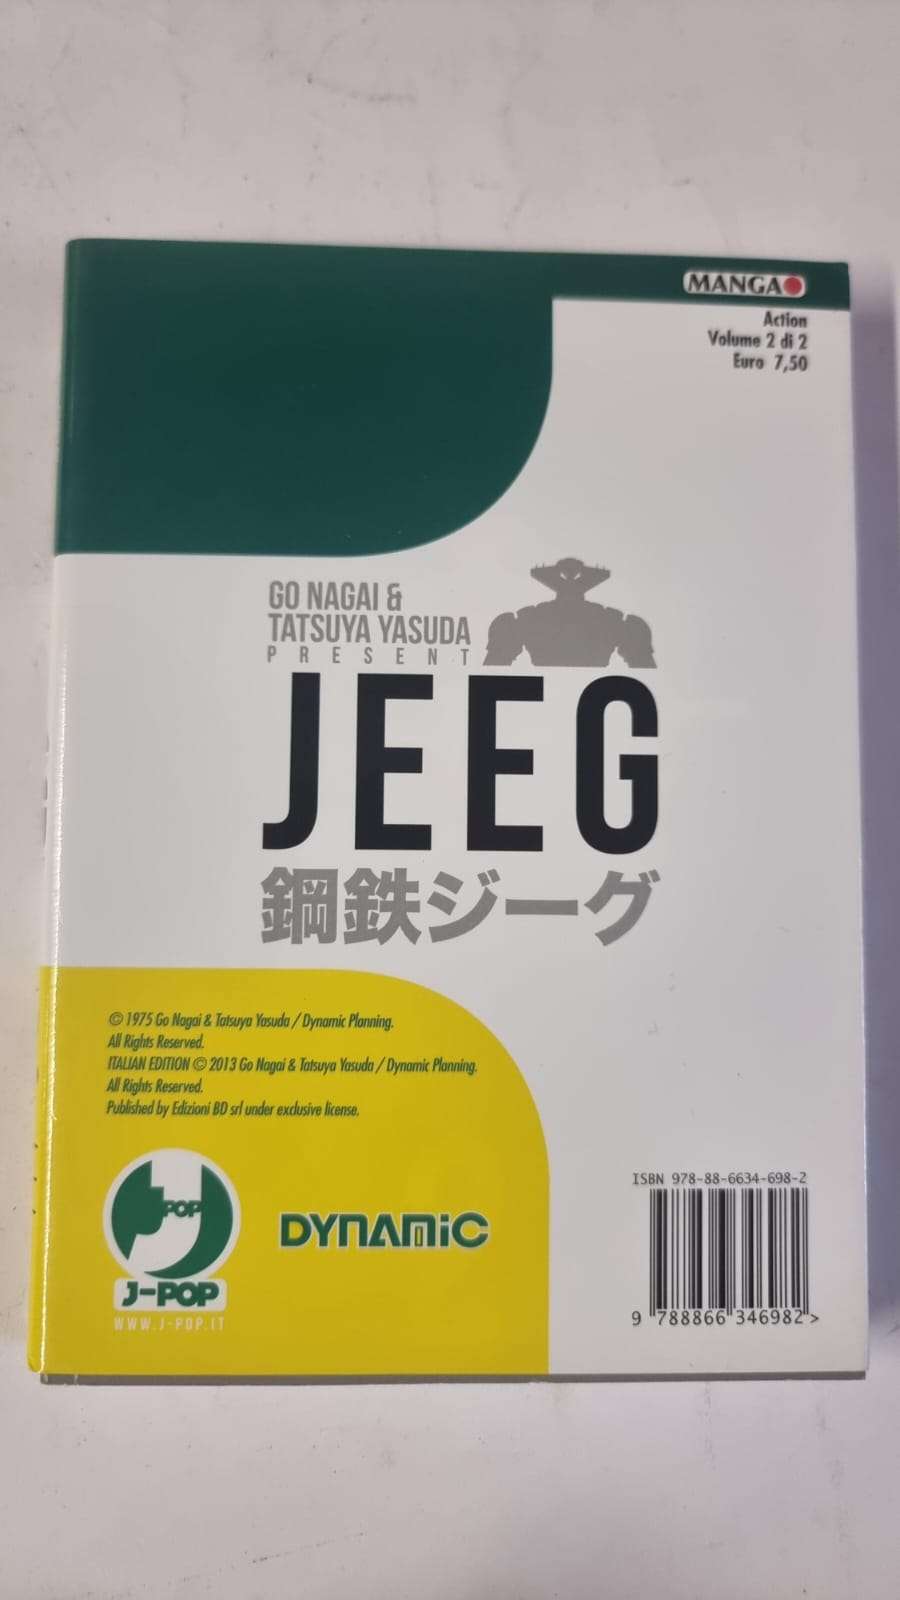 MANGA
Action
Volume 2 di 2
Euro 7,50
GO NAGAI &
TATSUYA YASUDA
PRESENT
JEEG
鋼鉄ジーグ
© 1975 Go Nagai & Tatsuya Yasuda / Dynamic Planning.
All Rights Reserved.
ITALIAN EDITION © 2013 Go Nagai & Tatsuya Yasuda / Dynamic Planning.
All Rights Reserved.
Published by Edizioni BD srl under exclusive license.
POP
J-POP
WWW.J-POP.IT
DYNAMIC
ISBN 978-88-6634-698-2
9 788866 346982 >